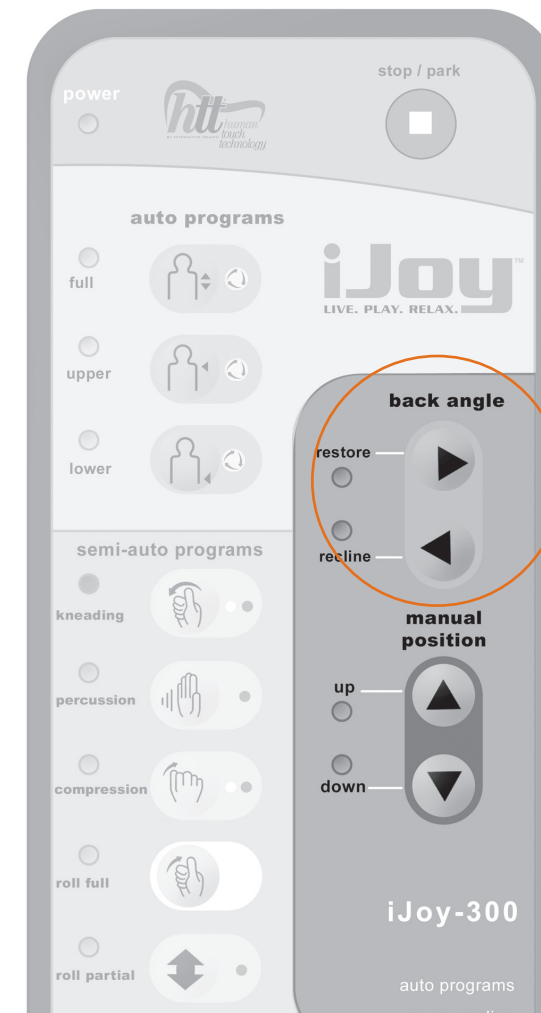 stop / park
power
htt human
touch
technology
auto programs
full
iJoy™
LIVE. PLAY. RELAX.
upper
back angle
restore
lower
recline
semi-auto programs
kneading
manual
position
percussion
up
compression
down
roll full
iJoy-300
roll partial
auto programs